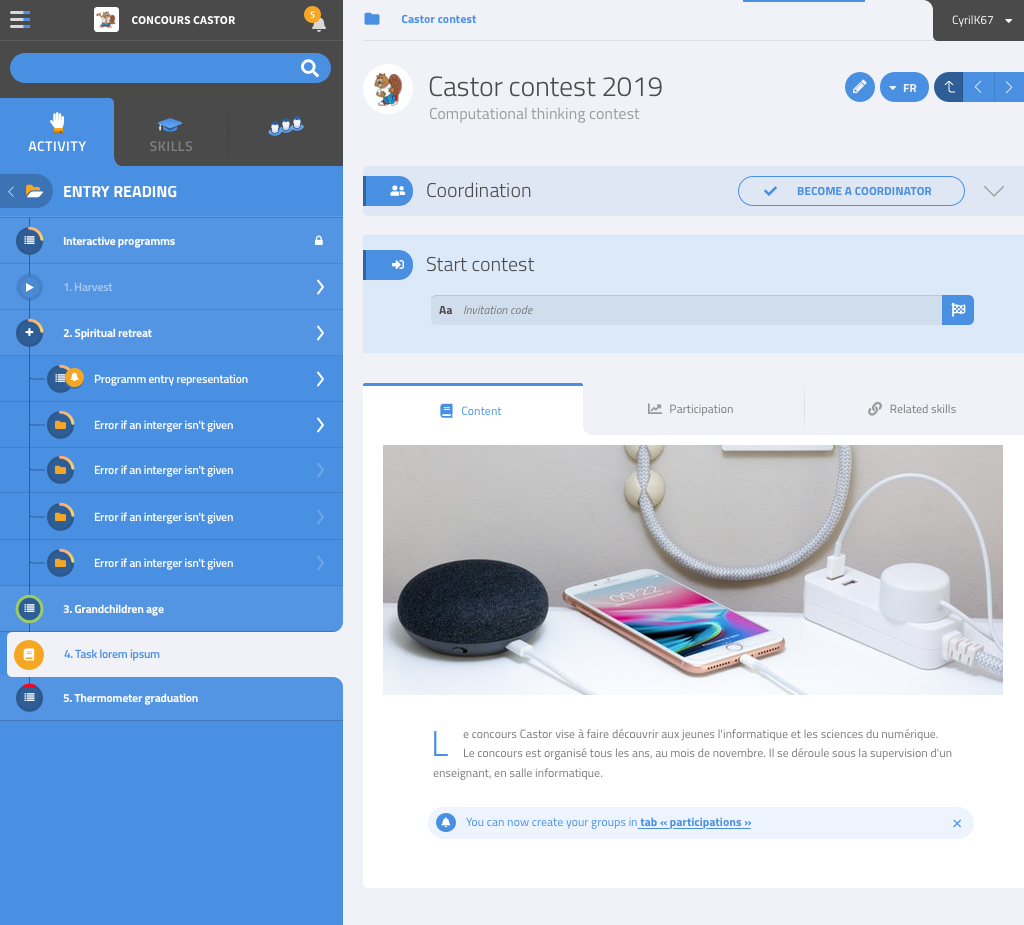 CONCOURS CASTOR
5
ACTIVITY
SKILLS
ENTRY READING
Interactive programms
1. Harvest
2. Spiritual retreat
Programm entry representation
Error if an interger isn't given
Error if an interger isn't given
Error if an interger isn't given
Error if an interger isn't given
3. Grandchildren age
4. Task lorem ipsum
5. Thermometer graduation
Castor contest
CyrilK67
Castor contest 2019
Computational thinking contest
FR
Coordination
BECOME A COORDINATOR
Start contest
Aa Invitation code
Content
Participation
Related skills
09:22
Le concours Castor vise à faire découvrir aux jeunes l'informatique et les sciences du numérique.
Le concours est organisé tous les ans, au mois de novembre. Il se déroule sous la supervision d'un
enseignant, en salle informatique.
You can now create your groups in tab « participations »